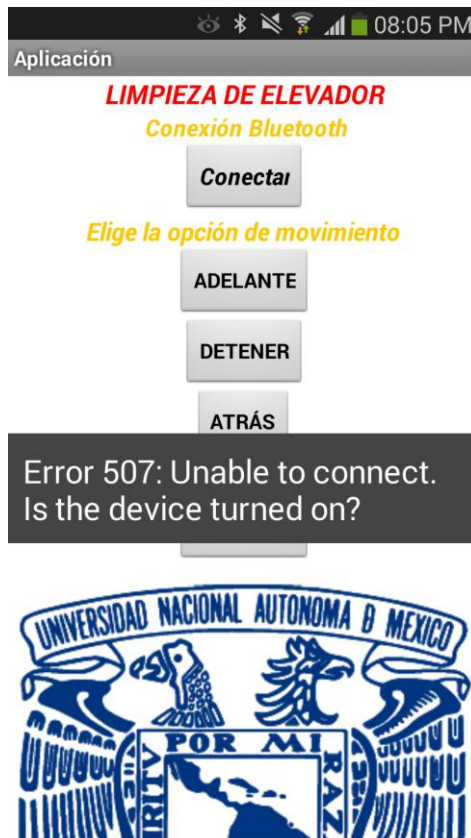 08:05 PM
Aplicación
LIMPIEZA DE ELEVADOR
Conexión Bluetooth
Conectar
Elige la opción de movimiento
ADELANTE
DETENER
ATRÁS
Error 507: Unable to connect.
Is the device turned on?
UNIVERSIDAD NACIONAL AUTONOMA D MEXICO
POR MI RAZA